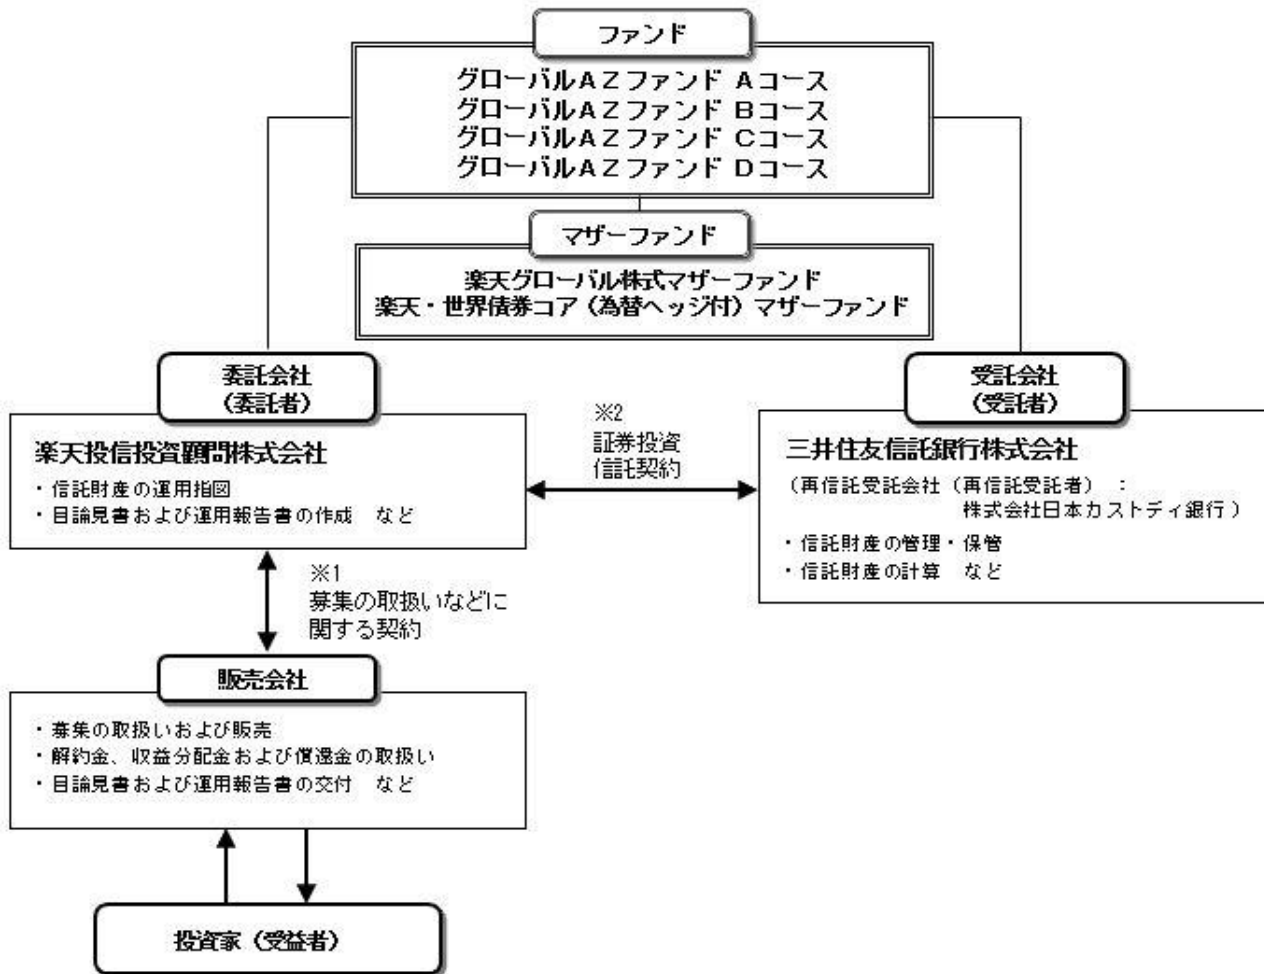 ファンド
グローバルＡＺファンド Ａコース
グローバルＡＺファンド Ｂコース
グローバルＡＺファンド Ｃコース
グローバルＡＺファンド Ｄコース
マザーファンド
楽天グローバル株式マザーファンド
楽天・世界債券コア（為替ヘッジ付）マザーファンド
委託会社
（委託者）
楽天投信投資顧問株式会社
・信託財産の運用指図
・目論見書および運用報告書の作成　など
※2
証券投資
信託契約
受託会社
（受託者）
三井住友信託銀行株式会社
（再信託受託会社（再信託受託者）：
株式会社日本カストディ銀行）
・信託財産の管理・保管
・信託財産の計算　など
※1
募集の取扱いなどに
関する契約
販売会社
・募集の取扱いおよび販売
・解約金、収益分配金および償還金の取扱い
・目論見書および運用報告書の交付　など
投資家（受益者）